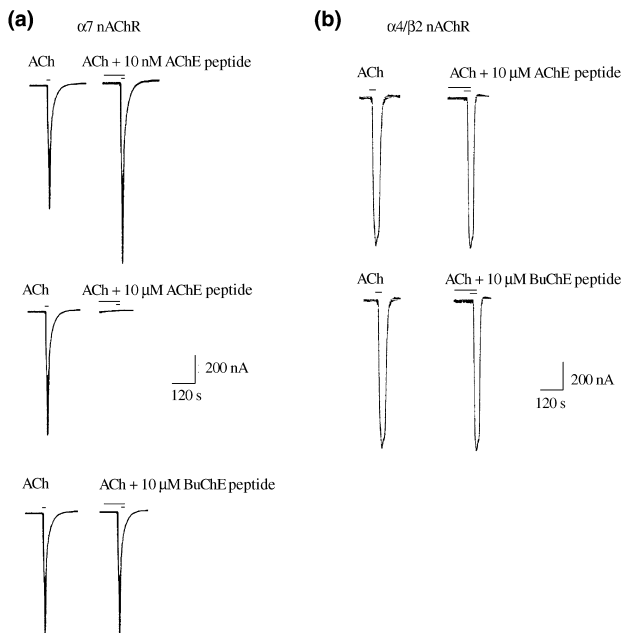 (a)
α7 nAChR
ACh
ACh + 10 nM AChE peptide
ACh
ACh + 10 μM AChE peptide
200 nA
120 s
ACh
ACh + 10 μM BuChE peptide
(b)
α4/β2 nAChR
ACh
ACh + 10 μM AChE peptide
ACh
ACh + 10 μM BuChE peptide
200 nA
120 s